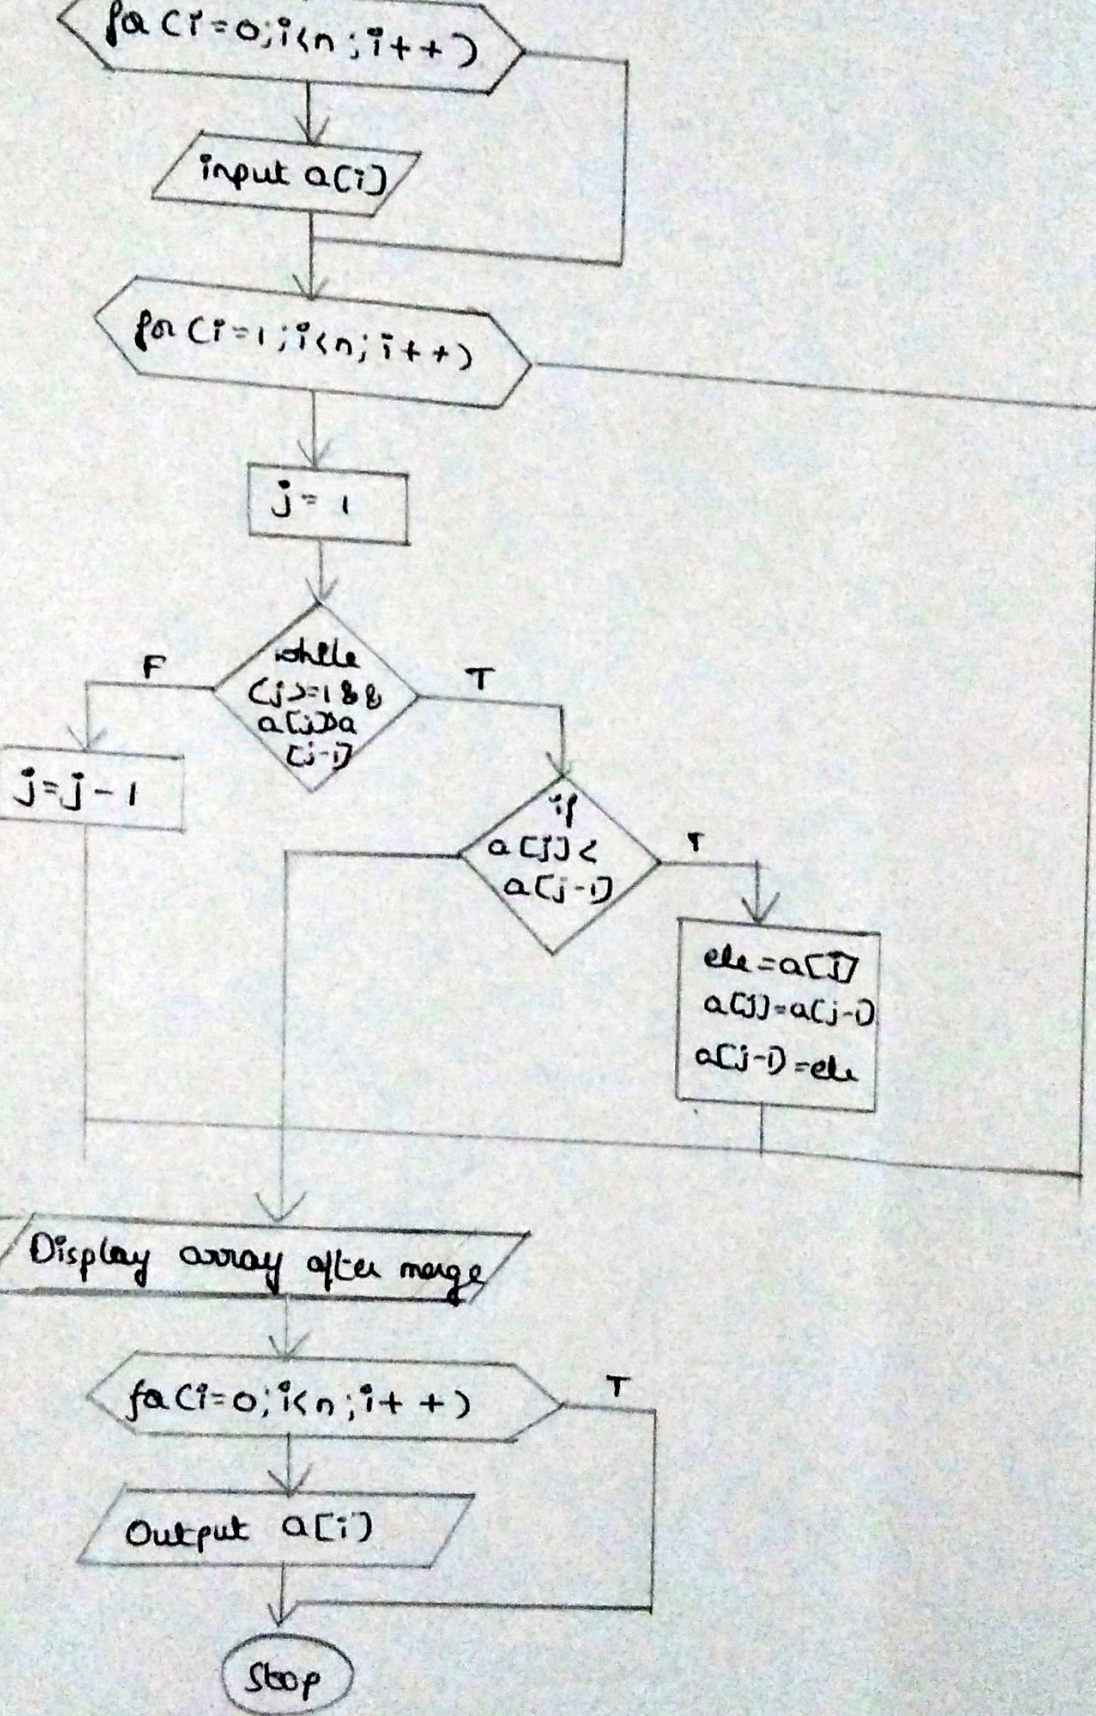 for (i=0;i<n;i++)
input a[i]
for (i=1;i<n;i++)
j=1
while
(j>=1&&
a[j]>a
[j-1]
F
T
j=j-1
if
a[j]<
a[j-1]
T
ele=a[j]
a[j]=a[j-1]
a[j-1]=ele
Display array after merge
for (i=0;i<n;i++)
T
Output a[i]
Stop